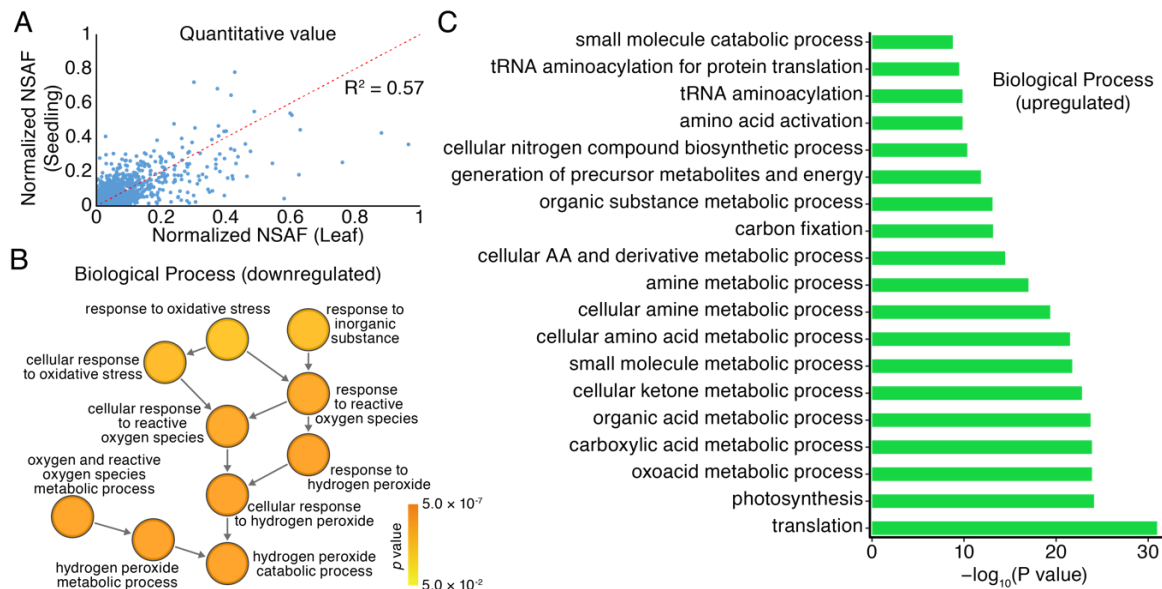 A
Quantitative value
Normalized NSAF
(Seedling)
1
0.8
0.6
0.4
0.2
0
R² = 0.57
0
0.2
0.4
0.6
0.8
1
Normalized NSAF (Leaf)
B
Biological Process (downregulated)
response to oxidative stress
response to
inorganic
substance
cellular response
to oxidative stress
response
to reactive
oxygen species
cellular response
to reactive
oxygen species
oxygen and reactive
oxygen species
metabolic process
response to
hydrogen peroxide
cellular response
to hydrogen peroxide
hydrogen peroxide
metabolic process
hydrogen peroxide
catabolic process
p value
5.0 × 10⁻⁷
5.0 × 10⁻²
C
Biological Process
(upregulated)
small molecule catabolic process
tRNA aminoacylation for protein translation
tRNA aminoacylation
amino acid activation
cellular nitrogen compound biosynthetic process
generation of precursor metabolites and energy
organic substance metabolic process
carbon fixation
cellular AA and derivative metabolic process
amine metabolic process
cellular amine metabolic process
cellular amino acid metabolic process
small molecule metabolic process
cellular ketone metabolic process
organic acid metabolic process
carboxylic acid metabolic process
oxoacid metabolic process
photosynthesis
translation
0
10
20
30
−log₁₀(P value)